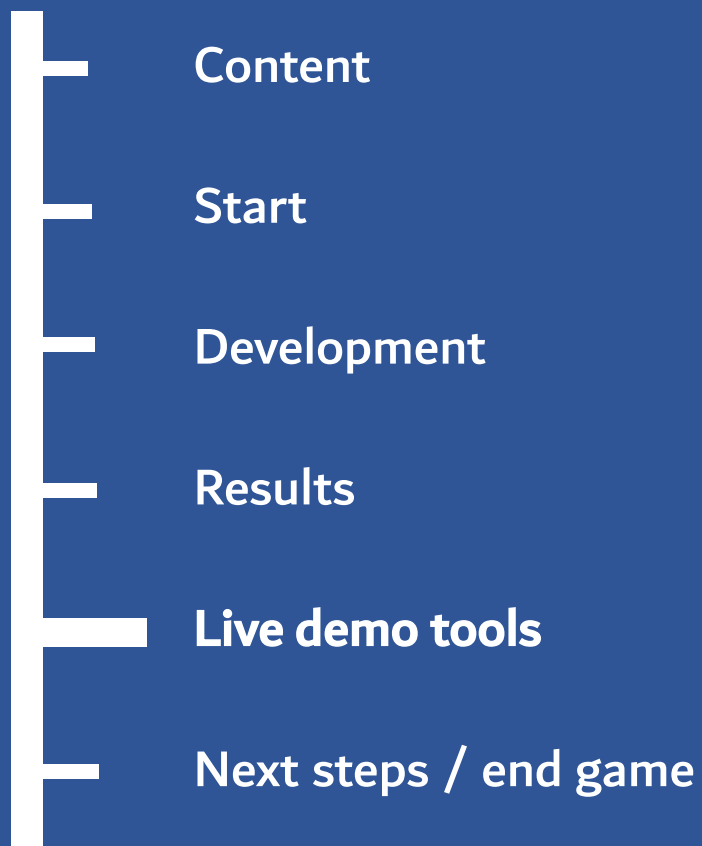 Content
Start
Development
Results
Live demo tools
Next steps / end game